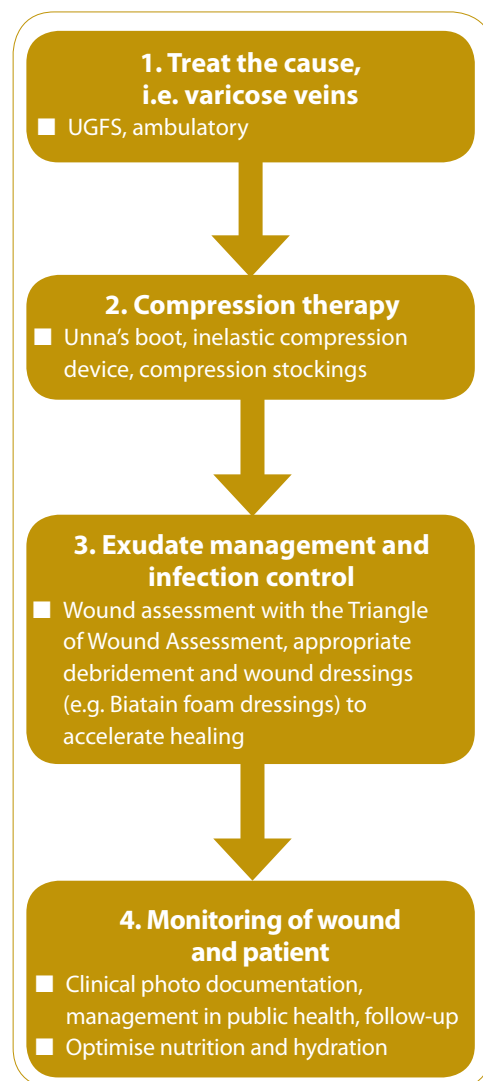 1. Treat the cause,
i.e. varicose veins
■ UGFS, ambulatory
2. Compression therapy
■ Unna's boot, inelastic compression
device, compression stockings
3. Exudate management and
infection control
■ Wound assessment with the Triangle
of Wound Assessment, appropriate
debridement and wound dressings
(e.g. Biatain foam dressings) to
accelerate healing
4. Monitoring of wound
and patient
■ Clinical photo documentation,
management in public health, follow-up
■ Optimise nutrition and hydration